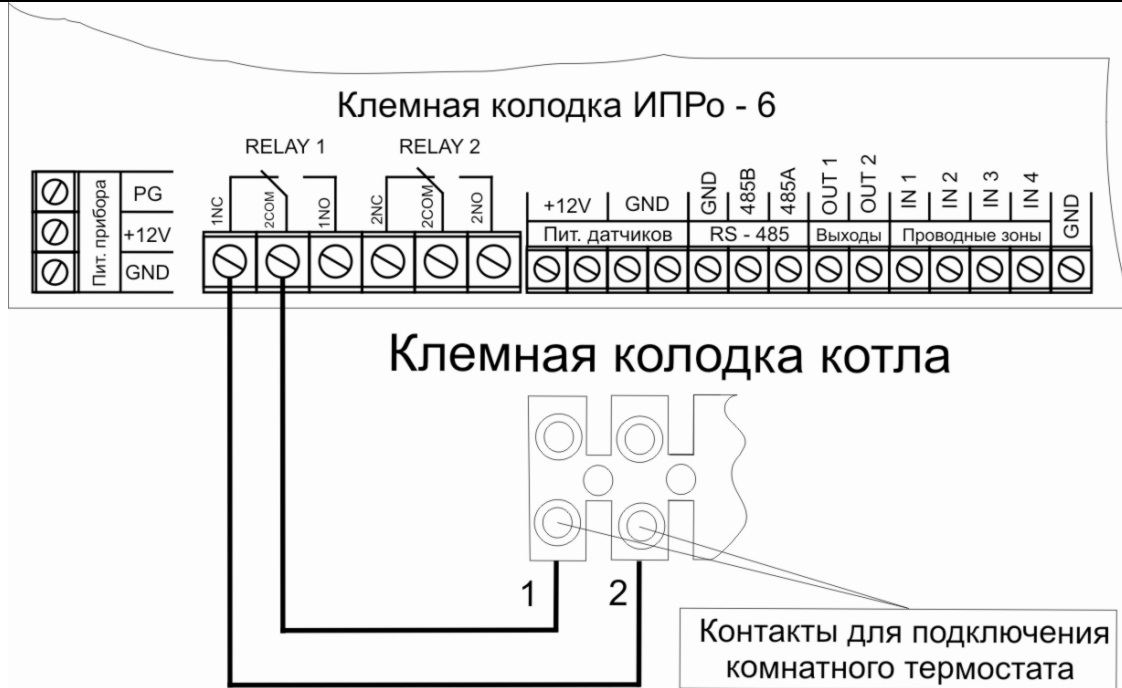 Клемная колодка ИПРо - 6
RELAY 1
RELAY 2
Пит. прибора
PG
+12V
GND
1NC
2COM
1NO
2NC
2COM
2NO
+12V
GND
GND
485B
485A
OUT 1
OUT 2
IN 1
IN 2
IN 3
IN 4
GND
Пит. датчиков
RS - 485
Выходы
Проводные зоны
Клемная колодка котла
1
2
Контакты для подключения
комнатного термостата